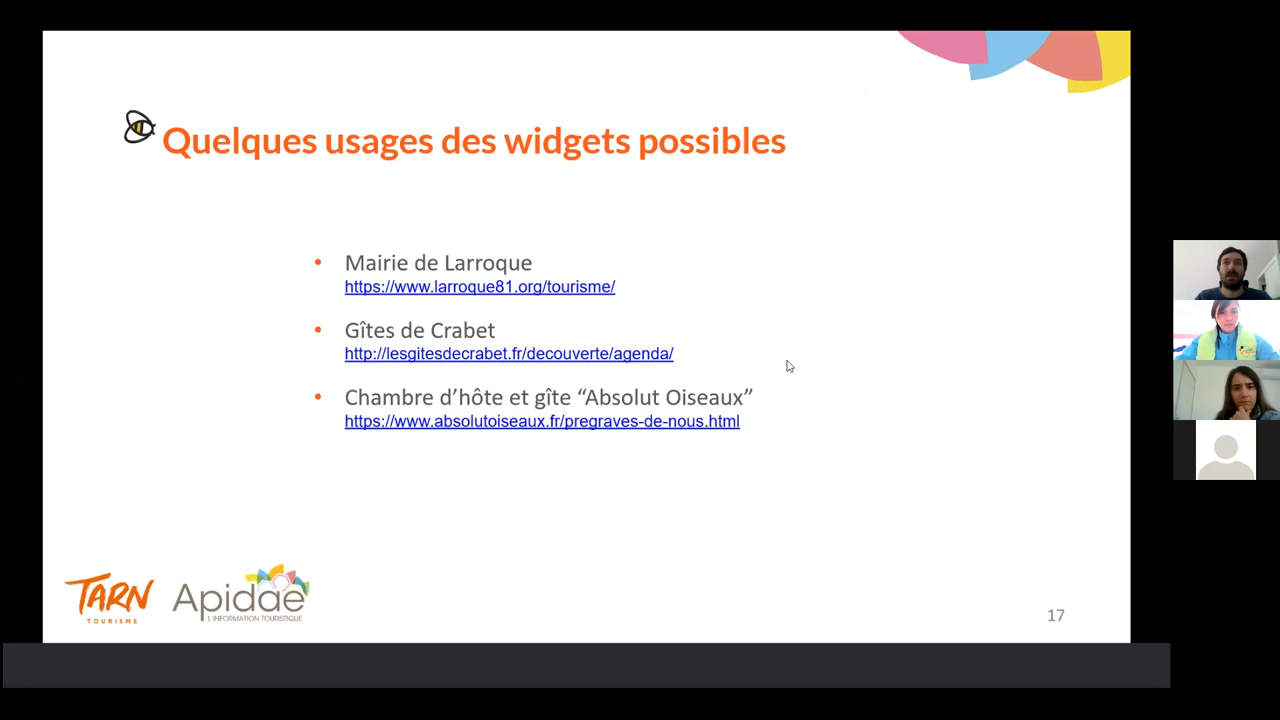 Quelques usages des widgets possibles
• Mairie de Larroque
https://www.larroque81.org/tourisme/
• Gîtes de Crabet
http://lesgitesdecrabet.fr/decouverte/agenda/
• Chambre d’hôte et gîte “Absolut Oiseaux”
https://www.absolutoiseaux.fr/pregraves-de-nous.html
TARN
TOURISME
Apidae
L'INFORMATION TOURISTIQUE
17